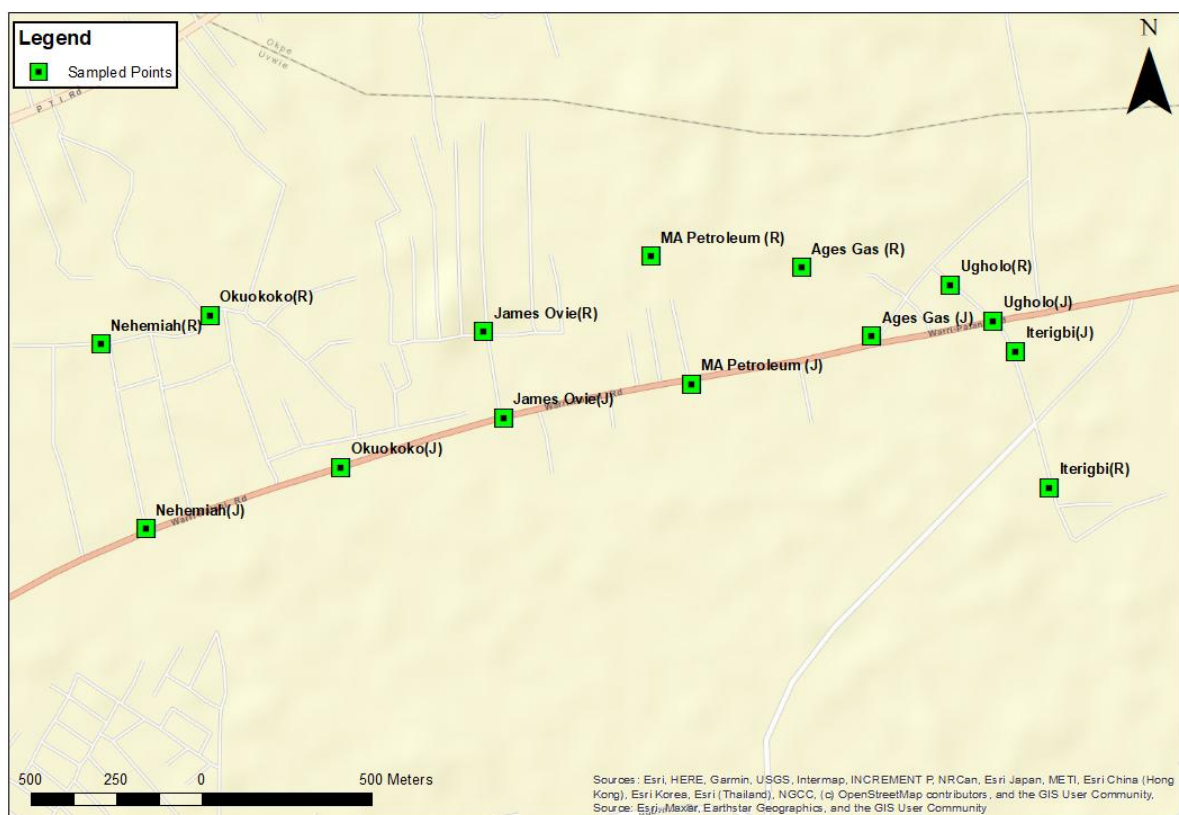 Legend
Sampled Points
N
Okpe
Uvwie
P. T. I. Rd
MA Petroleum (R)
Ages Gas (R)
Ugholo(R)
Okuokoko(R)
Nehemiah(R)
James Ovie(R)
Ugholo(J)
Ages Gas (J)
Iterigbi(J)
MA Petroleum (J)
James Ovie(J)
Okuokoko(J)
Iterigbi(R)
Nehemiah(J)
500 250 0 500 Meters
Sources: Esri, HERE, Garmin, USGS, Intermap, INCREMENT P, NRCan, Esri Japan, METI, Esri China (Hong
Kong), Esri Korea, Esri (Thailand), NGCC, (c) OpenStreetMap contributors, and the GIS User Community,
Source: Esri, Maxar, Earthstar Geographics, and the GIS User Community